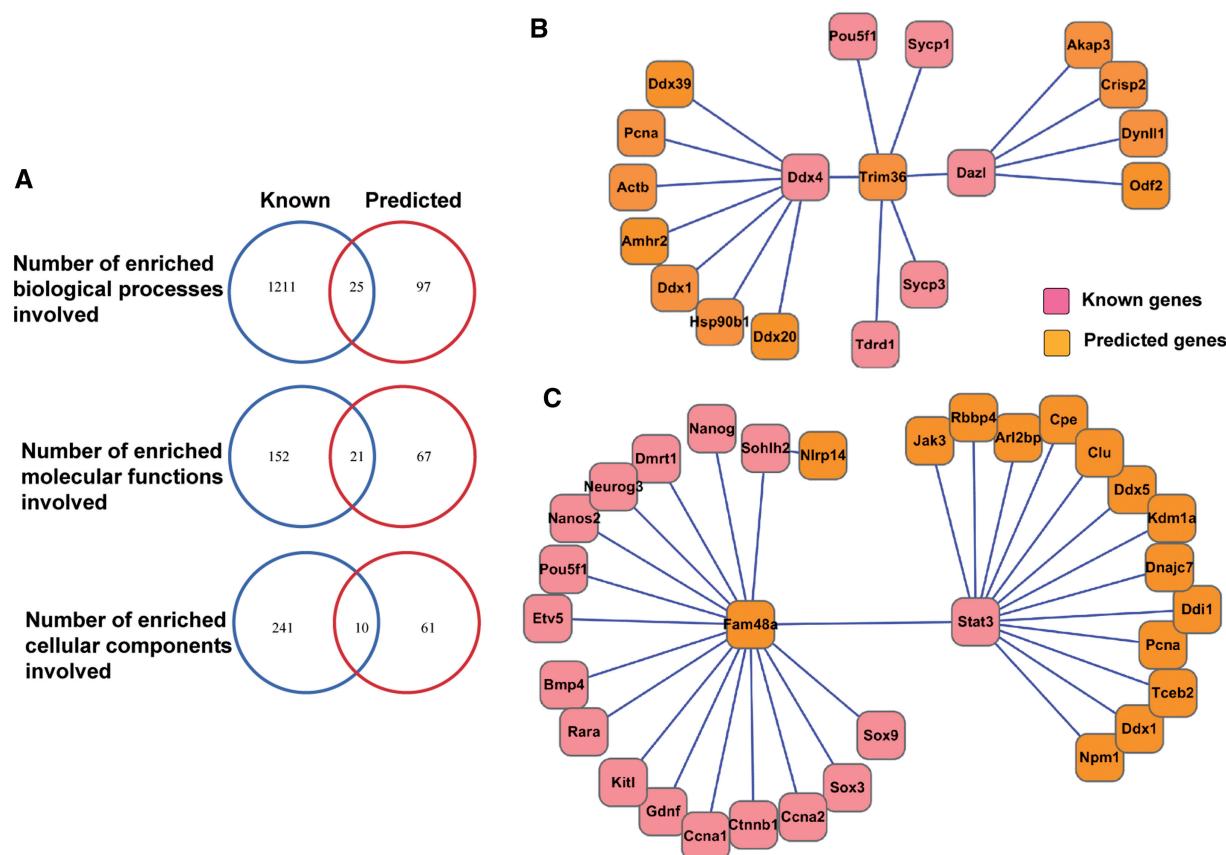 A
Known Predicted
Number of enriched
biological processes
involved
1211 25 97
Number of enriched
molecular functions
involved
152 21 67
Number of enriched
cellular components
involved
241 10 61
B
Pou5f1
Sycp1
Akap3
Crisp2
Ddx39
Pcna
Dynll1
Actb
Ddx4
Trim36
Dazl
Odf2
Amhr2
Ddx1
Sycp3
Hsp90b1
Ddx20
Tdrd1
Known genes
Predicted genes
C
Nanog
Sohlh2
Nlrp14
Dmrt1
Neurog3
Nanos2
Pou5f1
Etv5
Fam48a
Bmp4
Rara
Kitl
Gdnf
Ccna1
Ctnnb1
Ccna2
Sox3
Sox9
Jak3
Rbbp4
Arl2bp
Cpe
Clu
Ddx5
Kdm1a
Dnajc7
Ddi1
Stat3
Pcna
Tceb2
Ddx1
Npm1